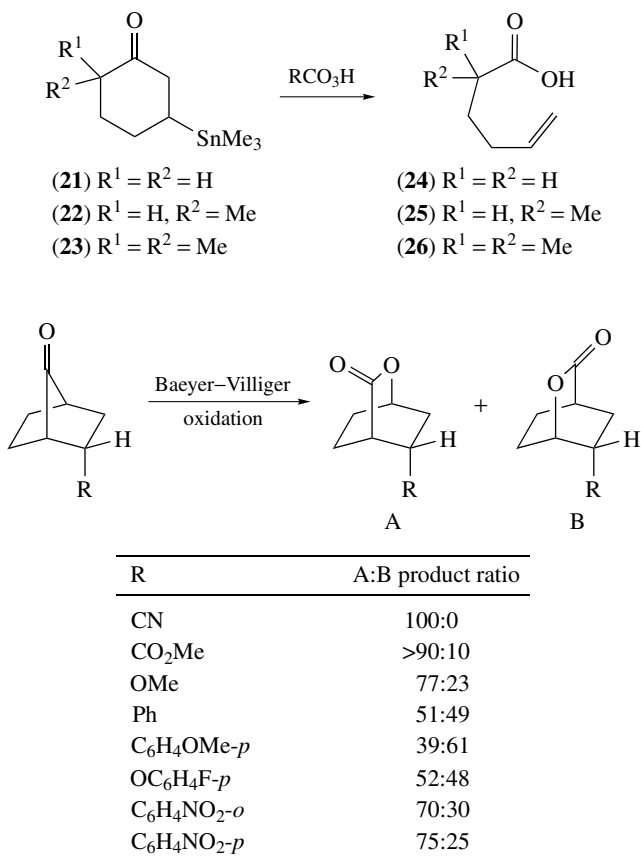 O
R¹
R²
SnMe₃
RCO₃H
R¹
O
R²
OH
(21) R¹ = R² = H
(22) R¹ = H, R² = Me
(23) R¹ = R² = Me
(24) R¹ = R² = H
(25) R¹ = H, R² = Me
(26) R¹ = R² = Me
O
H
R
Baeyer–Villiger
oxidation
O
O
H
R
A
+
O
O
H
R
B
R A:B product ratio
CN 100:0
CO₂Me >90:10
OMe 77:23
Ph 51:49
C₆H₄OMe-p 39:61
OC₆H₄F-p 52:48
C₆H₄NO₂-o 70:30
C₆H₄NO₂-p 75:25